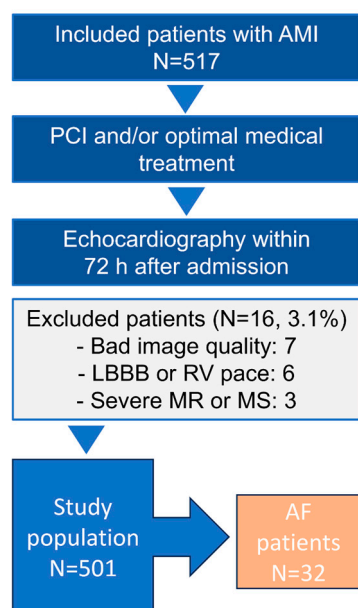 Included patients with AMI
N=517
PCI and/or optimal medical
treatment
Echocardiography within
72 h after admission
Excluded patients (N=16, 3.1%)
- Bad image quality: 7
- LBBB or RV pace: 6
- Severe MR or MS: 3
Study
population
N=501
AF
patients
N=32